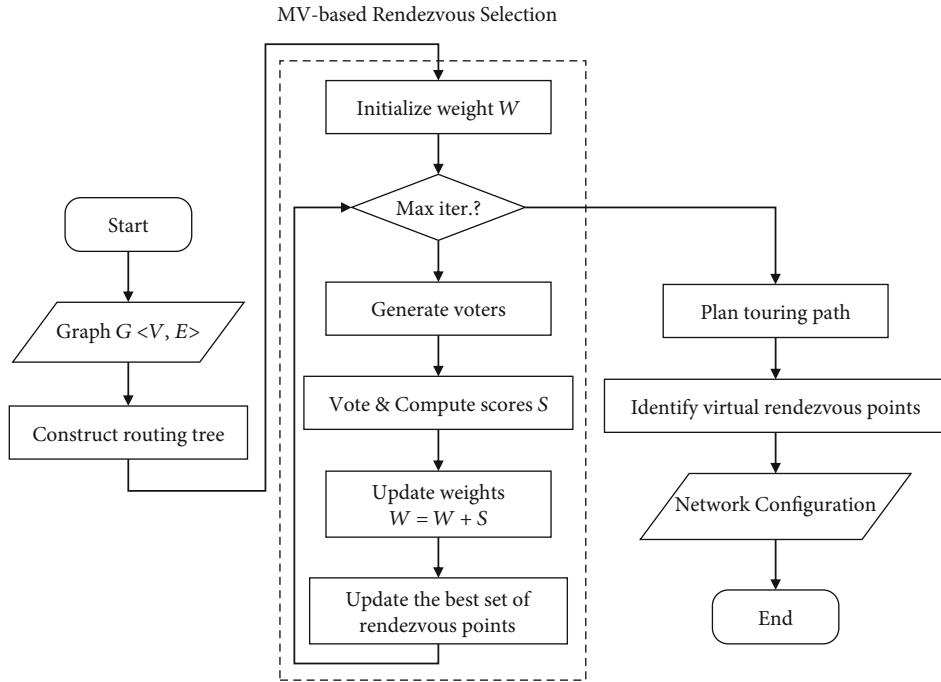 MV-based Rendezvous Selection
Start
Graph G <V, E>
Construct routing tree
Initialize weight W
Max iter.?
Generate voters
Vote & Compute scores S
Update weights
W = W + S
Update the best set of
rendezvous points
Plan touring path
Identify virtual rendezvous points
Network Configuration
End